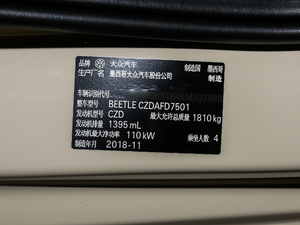 品牌 大众汽车 制造国 墨西哥
生产厂名 墨西哥大众汽车股份公司 制造
车辆识别代号
整车型号 BEETLE CZDAFD7501
发动机型号 CZD 最大允许总质量 1810 kg
发动机排量 1395 mL
发动机最大净功率 110 kW 乘坐人数 4
制造年月 2018-11